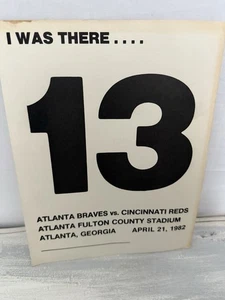 I WAS THERE....
13
ATLANTA BRAVES vs. CINCINNATI REDS
ATLANTA FULTON COUNTY STADIUM
ATLANTA, GEORGIA APRIL 21, 1982